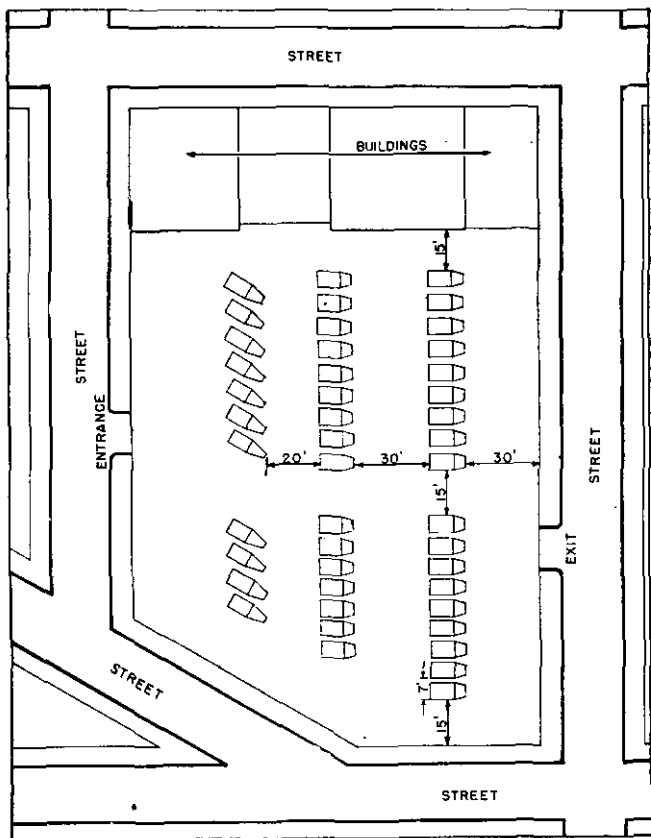 STREET
BUILDINGS
15'
STREET
ENTRANCE
20'
30'
30'
15'
STREET
EXIT
STREET
7'
15'
STREET